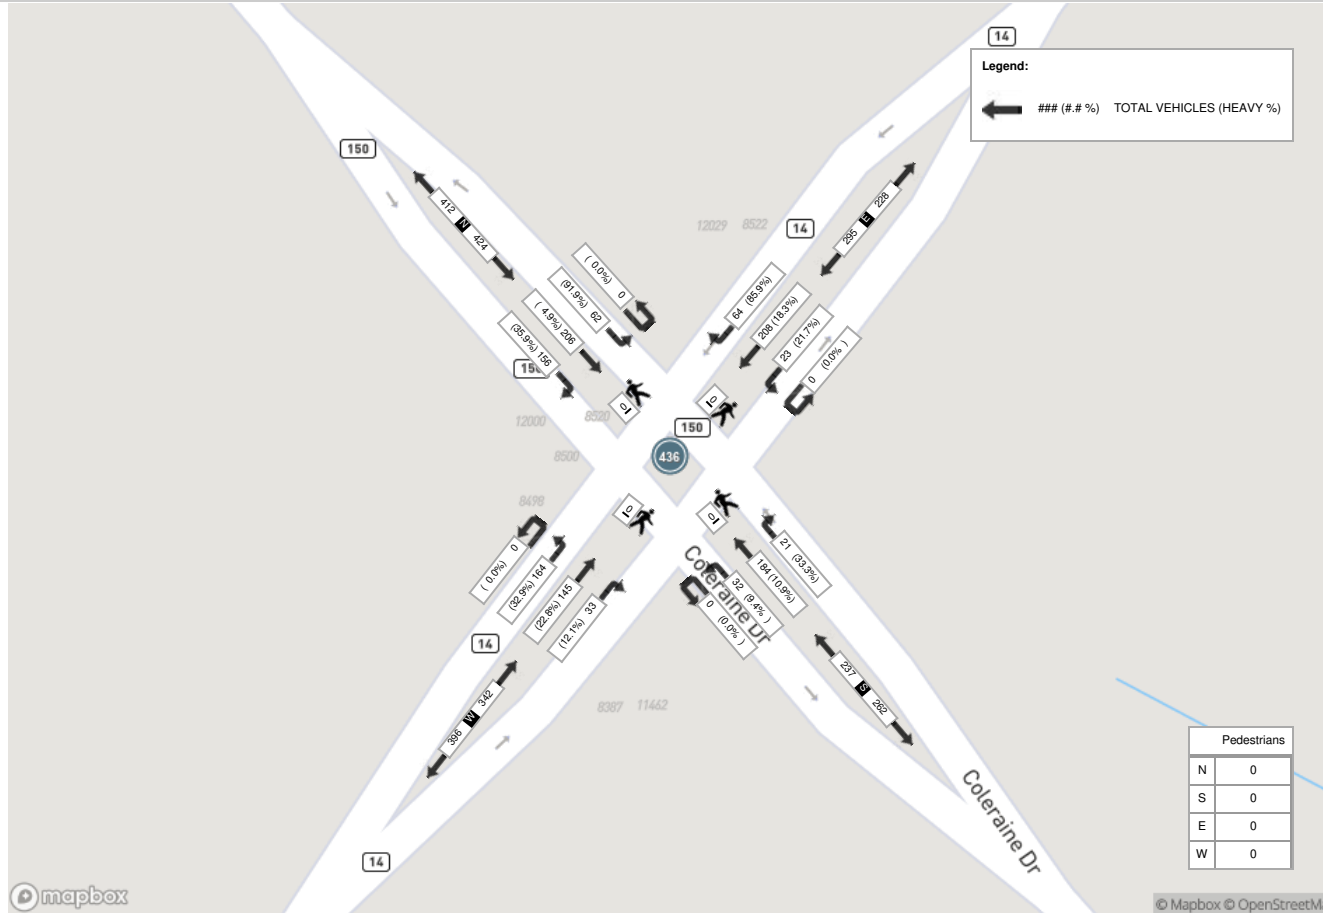 14
Legend:
### (#.# %) TOTAL VEHICLES (HEAVY %)
150
412 N 424
295 E 228
12029 8522
14
( 0.0%) 0
(91.9%) 62
( 4.9%) 206
(35.9%) 156
64 (85.9%)
208 (18.3%)
23 (21.7%)
0 (0.0% )
0
0
12000 8520
150
436
8500
8498
0
0
( 0.0%) 0
(32.9%) 164
(22.8%) 145
(12.1%) 33
21 (33.3%)
184 (10.9%)
32 (9.4% )
0 (0.0% )
Coleraine Dr
14
396 W 342
237 S 262
8387 11462
Pedestrians
N 0
S 0
E 0
W 0
Coleraine Dr
14
mapbox
© Mapbox © OpenStreetM